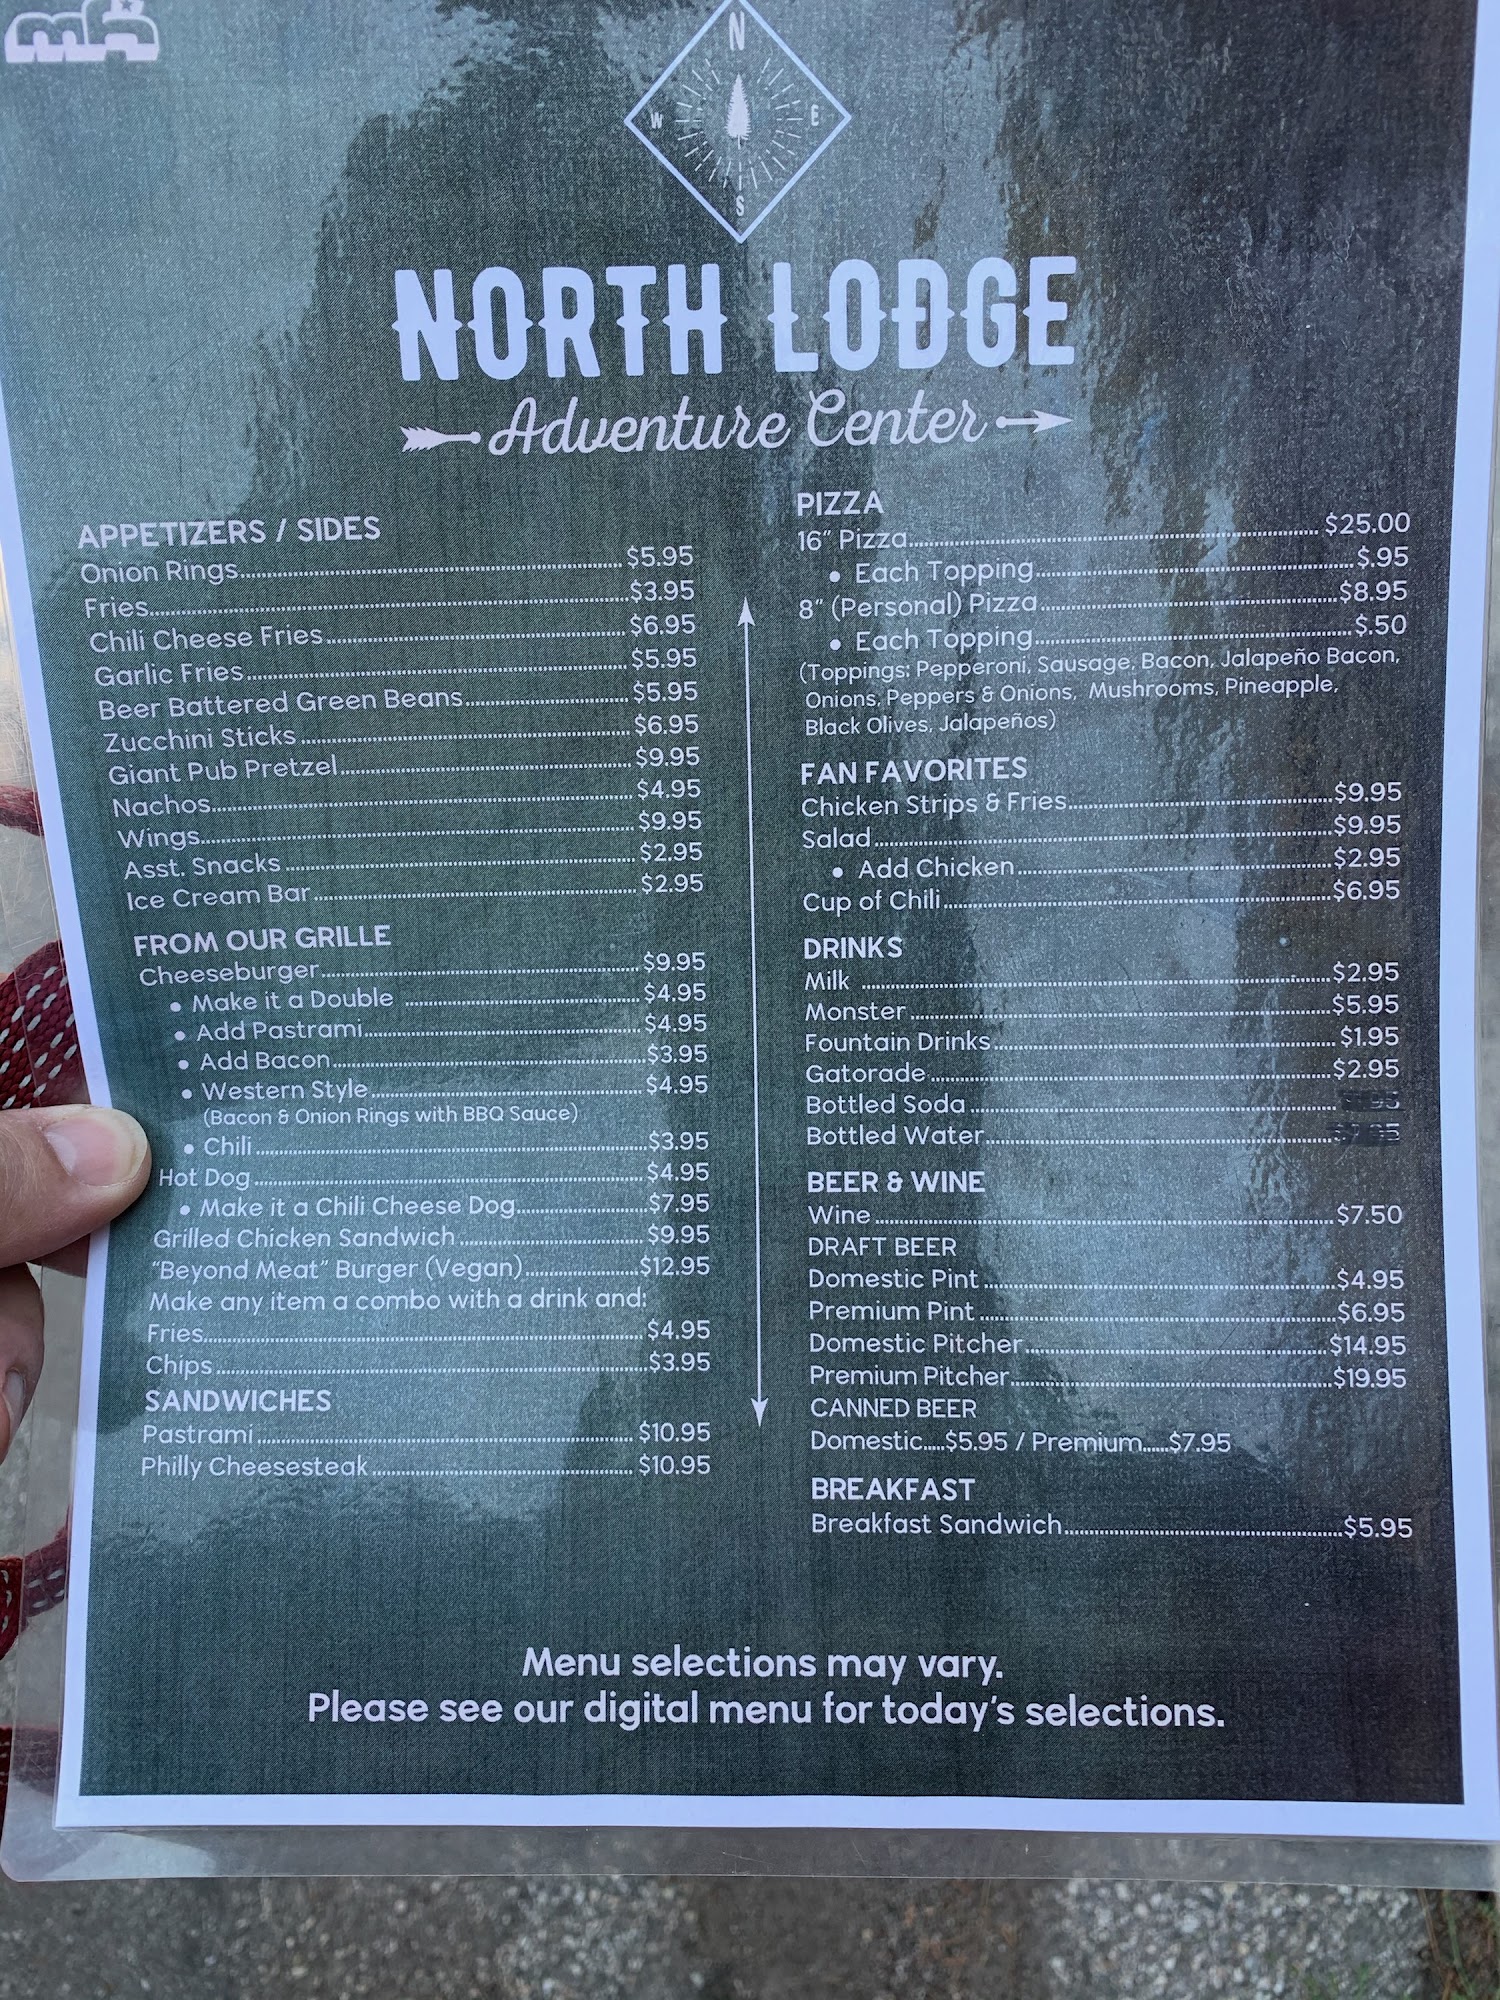 N
W
E
S
NORTH LODGE
Adventure Center
APPETIZERS / SIDES
Onion Rings $5.95
Fries $3.95
Chili Cheese Fries $6.95
Garlic Fries $5.95
Beer Battered Green Beans $5.95
Zucchini Sticks $6.95
Giant Pub Pretzel $9.95
Nachos $4.95
Wings $9.95
Asst. Snacks $2.95
Ice Cream Bar $2.95
FROM OUR GRILLE
Cheeseburger $9.95
• Make it a Double $4.95
• Add Pastrami $4.95
• Add Bacon $3.95
• Western Style $4.95
(Bacon & Onion Rings with BBQ Sauce)
• Chili $3.95
Hot Dog $4.95
• Make it a Chili Cheese Dog $7.95
Grilled Chicken Sandwich $9.95
"Beyond Meat" Burger (Vegan) $12.95
Make any item a combo with a drink and:
Fries $4.95
Chips $3.95
SANDWICHES
Pastrami $10.95
Philly Cheesesteak $10.95
PIZZA
16" Pizza $25.00
• Each Topping $.95
8" (Personal) Pizza $8.95
• Each Topping $.50
(Toppings: Pepperoni, Sausage, Bacon, Jalapeño Bacon,
Onions, Peppers & Onions, Mushrooms, Pineapple,
Black Olives, Jalapeños)
FAN FAVORITES
Chicken Strips & Fries $9.95
Salad $9.95
• Add Chicken $2.95
Cup of Chili $6.95
DRINKS
Milk $2.95
Monster $5.95
Fountain Drinks $1.95
Gatorade $2.95
Bottled Soda
Bottled Water
BEER & WINE
Wine $7.50
DRAFT BEER
Domestic Pint $4.95
Premium Pint $6.95
Domestic Pitcher $14.95
Premium Pitcher $19.95
CANNED BEER
Domestic.....$5.95 / Premium.....$7.95
BREAKFAST
Breakfast Sandwich $5.95
Menu selections may vary.
Please see our digital menu for today's selections.